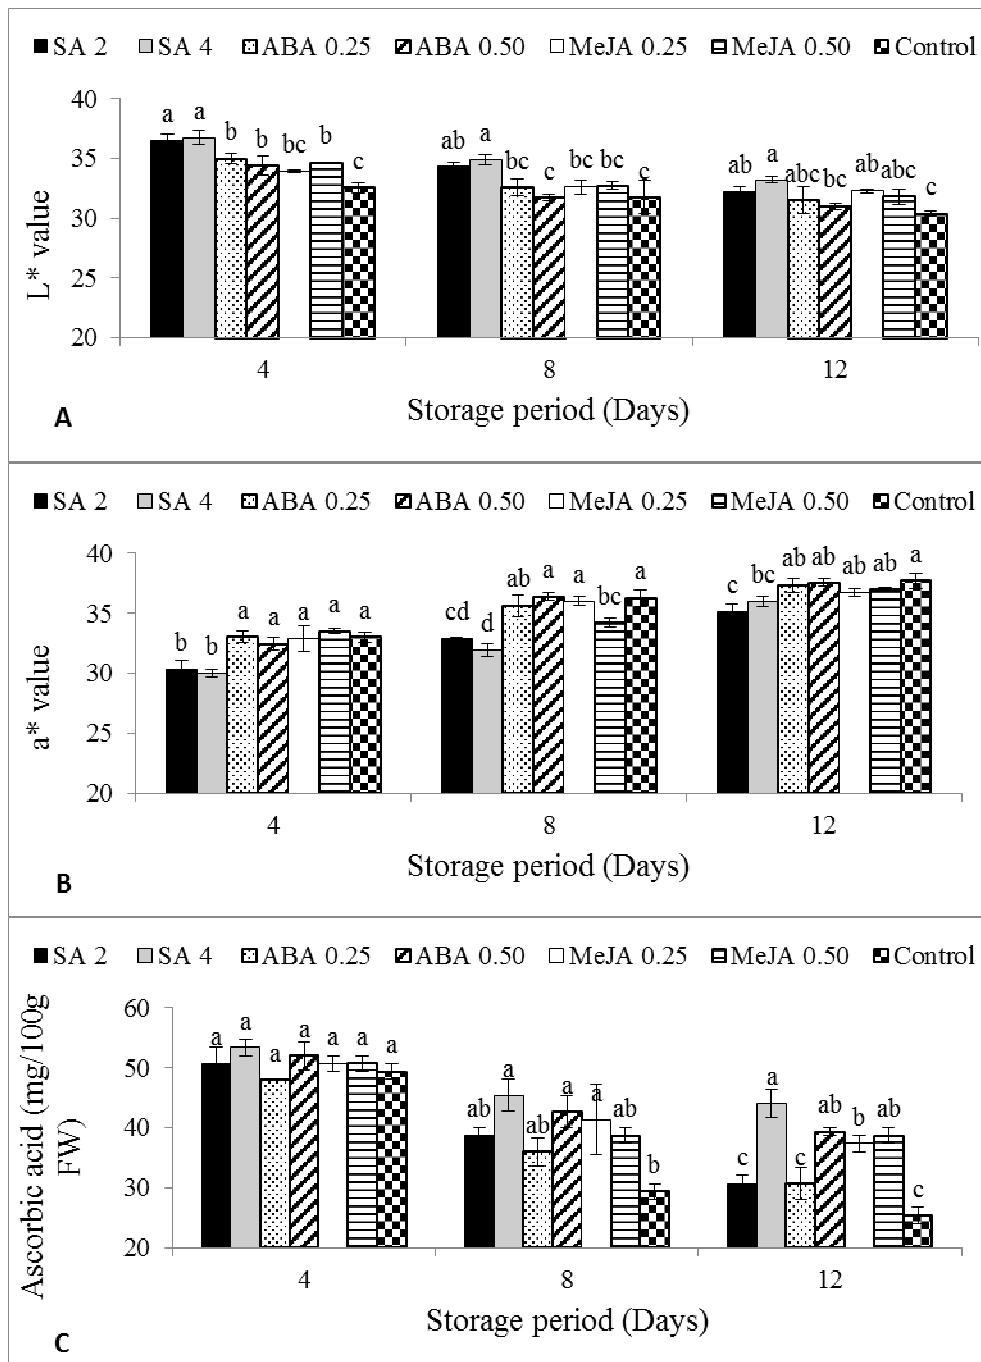 SA 2 SA 4 ABA 0.25 ABA 0.50 MeJA 0.25 MeJA 0.50 Control
40
35
30
25
20
L* value
a a b b bc b c
ab a bc c bc bc c
ab a abc bc ab abc c
4 8 12
Storage period (Days)
A
SA 2 SA 4 ABA 0.25 ABA 0.50 MeJA 0.25 MeJA 0.50 Control
40
35
30
25
20
a* value
b b a a a a a
cd d ab a a bc a
c bc ab ab ab ab a
4 8 12
Storage period (Days)
B
SA 2 SA 4 ABA 0.25 ABA 0.50 MeJA 0.25 MeJA 0.50 Control
60
50
40
30
20
Ascorbic acid (mg/100g
FW)
a a a a a a a
ab a ab a a ab b
c a c ab b ab c
4 8 12
Storage period (Days)
C